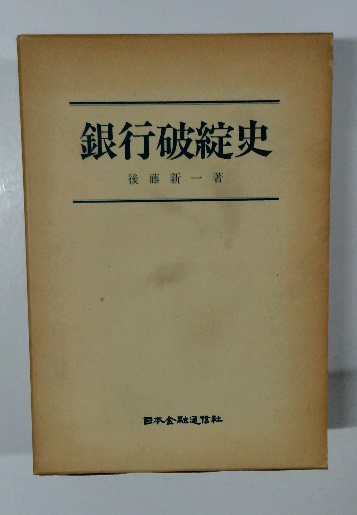 銀行破綻史
後藤新一著
日本金融通信社